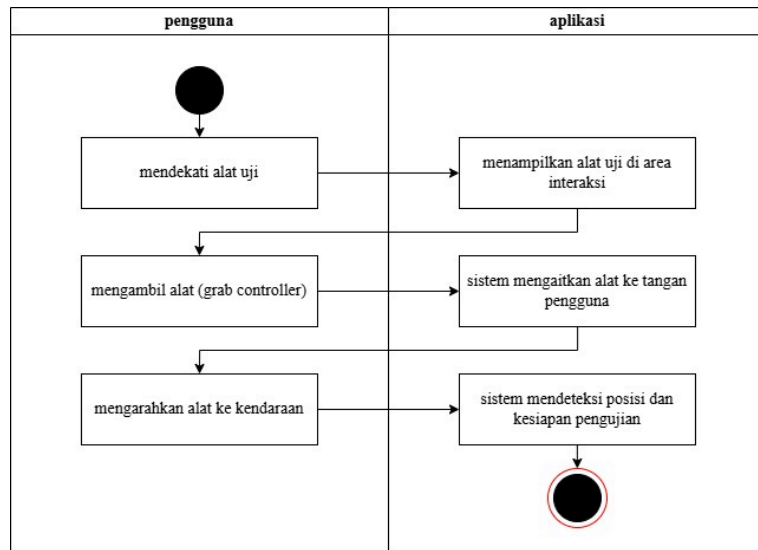 pengguna
aplikasi
mendekati alat uji
menampilkan alat uji di area
interaksi
mengambil alat (grab controller)
sistem mengaitkan alat ke tangan
pengguna
mengarahkan alat ke kendaraan
sistem mendeteksi posisi dan
kesiapan pengujian